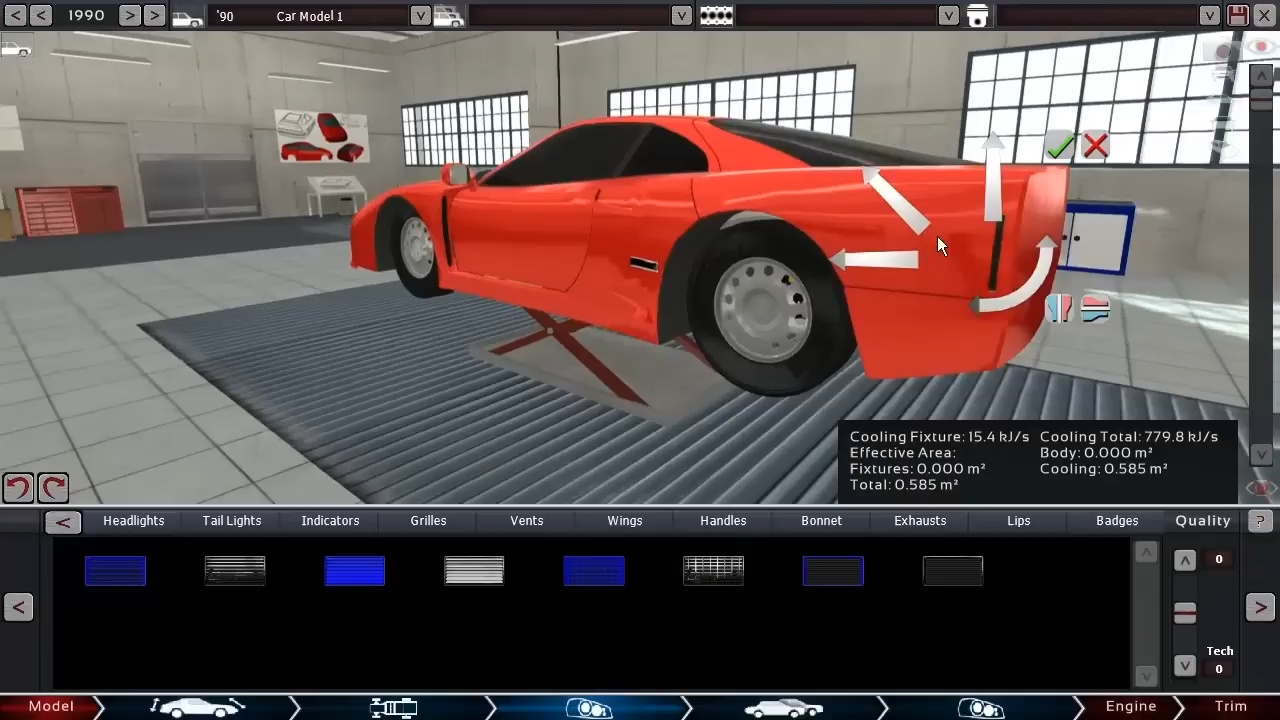 1990
'90 Car Model 1
Cooling Fixture: 15.4 kJ/s Cooling Total: 779.8 kJ/s
Effective Area: Body: 0.000 m²
Fixtures: 0.000 m² Cooling: 0.585 m²
Total: 0.585 m²
Headlights Tail Lights Indicators Grilles Vents Wings Handles Bonnet Exhausts Lips Badges Quality ?
0
Tech
0
Model Engine Trim